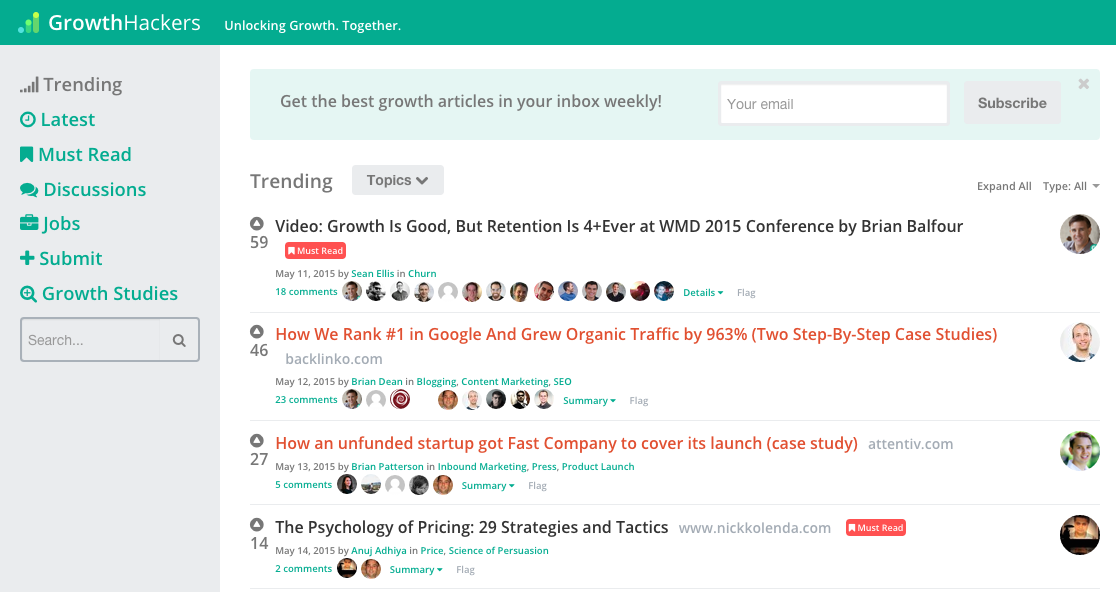 GrowthHackers Unlocking Growth. Together.
Trending
Latest
Must Read
Discussions
Jobs
Submit
Growth Studies
Search...
Get the best growth articles in your inbox weekly!
Your email
Subscribe
Trending
Topics
Expand All Type: All
59
Video: Growth Is Good, But Retention Is 4+Ever at WMD 2015 Conference by Brian Balfour
Must Read
May 11, 2015 by Sean Ellis in Churn
18 comments Details Flag
46
How We Rank #1 in Google And Grew Organic Traffic by 963% (Two Step-By-Step Case Studies)
backlinko.com
May 12, 2015 by Brian Dean in Blogging, Content Marketing, SEO
23 comments Summary Flag
27
How an unfunded startup got Fast Company to cover its launch (case study) attentiv.com
May 13, 2015 by Brian Patterson in Inbound Marketing, Press, Product Launch
5 comments Summary Flag
14
The Psychology of Pricing: 29 Strategies and Tactics www.nickkolenda.com Must Read
May 14, 2015 by Anuj Adhiya in Price, Science of Persuasion
2 comments Summary Flag